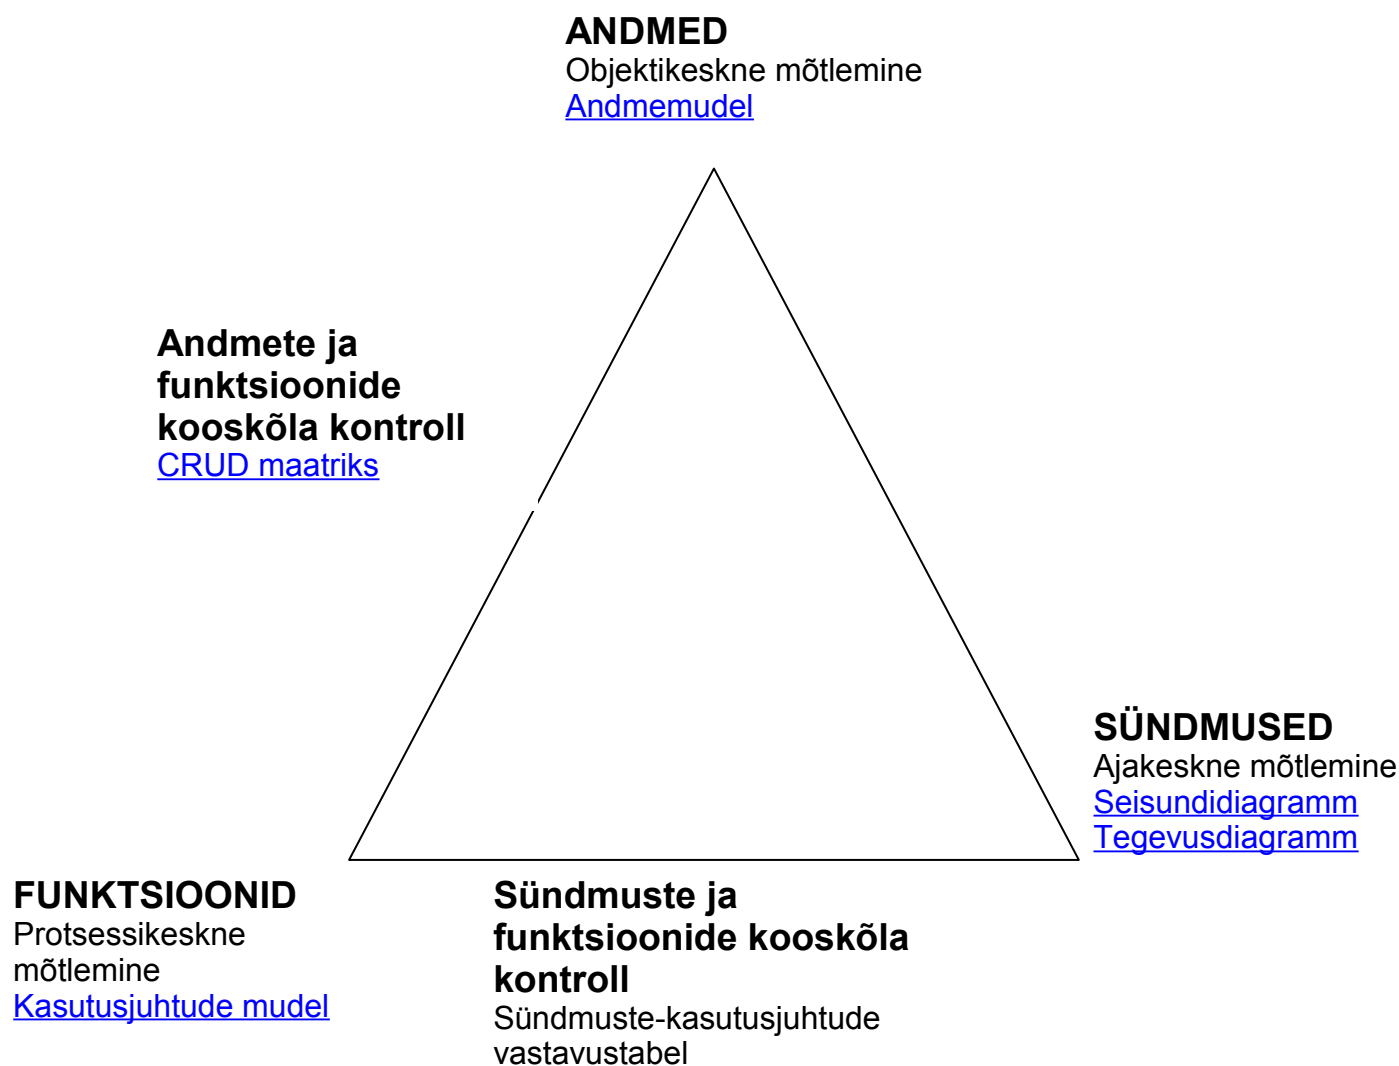 ANDMED
Objektikeskne mõtlemine
Andmemudel
Andmete ja
funktsioonide
kooskõla kontroll
CRUD maatriks
SÜNDMUSED
Ajakeskne mõtlemine
Seisundidiagramm
Tegevusdiagramm
FUNKTSIOONID
Protsessikeskne
mõtlemine
Kasutusjuhtude mudel
Sündmuste ja
funktsioonide kooskõla
kontroll
Sündmuste-kasutusjuhtude
vastavustabel